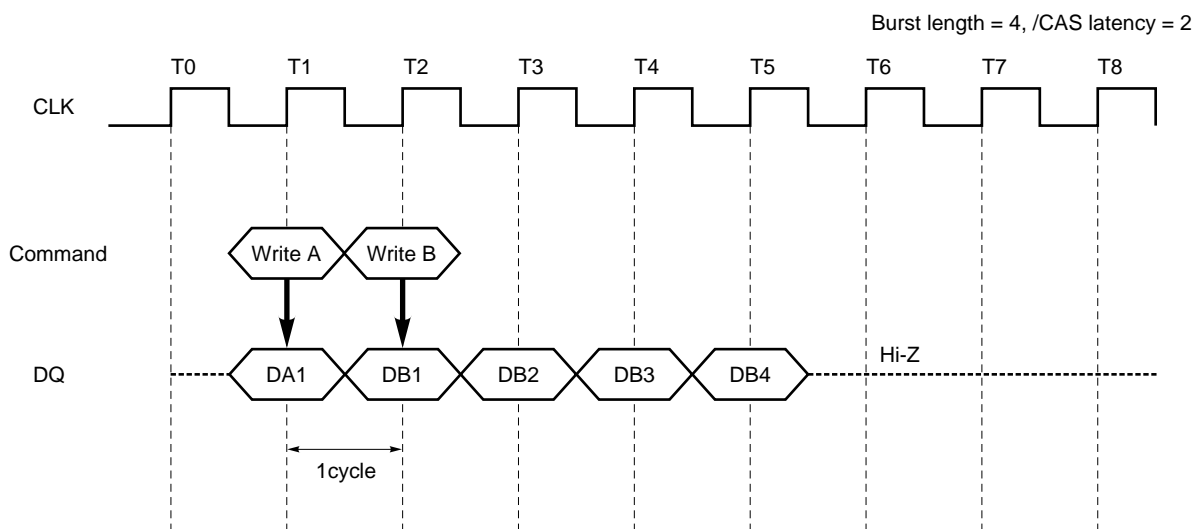 Burst length = 4, /CAS latency = 2
T0 T1 T2 T3 T4 T5 T6 T7 T8
CLK
Command Write A Write B
DQ DA1 DB1 DB2 DB3 DB4 Hi-Z
1cycle